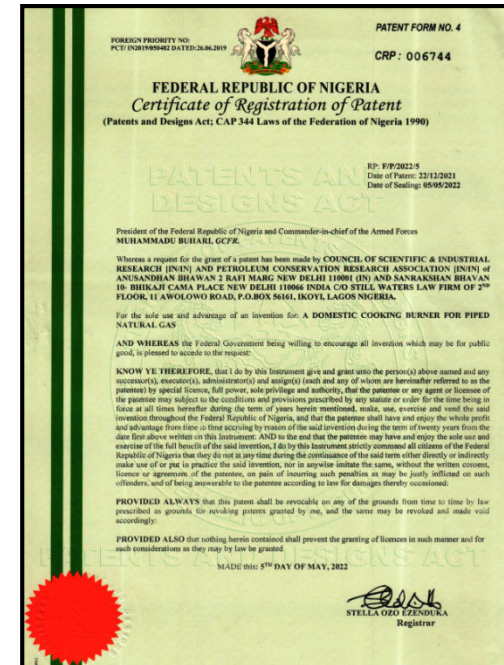 PATENT FORM NO. 4
FOREIGN PRIORITY NO:
PCT/ IN2019/050482 DATED:26.06.2019
CRP: 006744
FEDERAL REPUBLIC OF NIGERIA
Certificate of Registration of Patent
(Patents and Designs Act; CAP 344 Laws of the Federation of Nigeria 1990)
RP: F/P/2022/5
Date of Patent: 22/12/2021
Date of Sealing: 05/05/2022
PATENTS AND
DESIGNS ACT
President of the Federal Republic of Nigeria and Commander-in-chief of the Armed Forces
MUHAMMADU BUHARI, GCFR.
Whereas a request for the grant of a patent has been made by COUNCIL OF SCIENTIFIC & INDUSTRIAL
RESEARCH [IN/IN] AND PETROLEUM CONSERVATION RESEARCH ASSOCIATION [IN/IN] of
ANUSANDHAN BHAWAN 2 RAFI MARG NEW DELHI 110001 (IN) AND SANRAKSHAN BHAVAN
10- BHIKAJI CAMA PLACE NEW DELHI 110066 INDIA C/O STILL WATERS LAW FIRM OF 2ND
FLOOR, 11 AWOLOWO ROAD, P.O.BOX 56161, IKOYI, LAGOS NIGERIA.
For the sole use and advantage of an invention for: A DOMESTIC COOKING BURNER FOR PIPED
NATURAL GAS
AND WHEREAS the Federal Government being willing to encourage all invention which may be for public
good, is pleased to accede to the request:
KNOW YE THEREFORE, that I do by this Instrument give and grant unto the person(s) above named and any
successor(s), executor(s), administrator(s) and assign(s) (each and any of whom are hereinafter referred to as the
patentee) by special licence, full power, sole privilege and authority, that the patentee or any agent or licensee of
the patentee may subject to the conditions and provisions prescribed by any statute or order for the time being in
force at all times hereafter during the term of years herein mentioned, make, use, exercise and vend the said
invention throughout the Federal Republic of Nigeria, and that the patentee shall have and enjoy the whole profit
and advantage from time to time accruing by reason of the said invention during the term of twenty years from the
date first above written on this Instrument: AND to the end that the patentee may have and enjoy the sole use and
exercise of the full benefit of the said invention, I do by this Instrument strictly command all citizens of the Federal
Republic of Nigeria that they do not at any time during the continuance of the said term either directly or indirectly
make use of or put in practice the said invention, nor in anywise imitate the same, without the written consent,
licence or agreement of the patentee, on pain of incurring such penalties as may be justly inflicted on such
offenders, and of being answerable to the patentee according to law for damages thereby occasioned:
PROVIDED ALWAYS that this patent shall be revocable on any of the grounds from time to time by law
prescribed as grounds for revoking patents granted by me, and the same may be revoked and made void
accordingly:
PROVIDED ALSO that nothing herein contained shall prevent the granting of licences in such manner and for
such considerations as they may by law be granted
PATENTS AND DESIGNS ACT
MADE this: 5TH DAY OF MAY, 2022
STELLA OZO EZENDUKA
Registrar